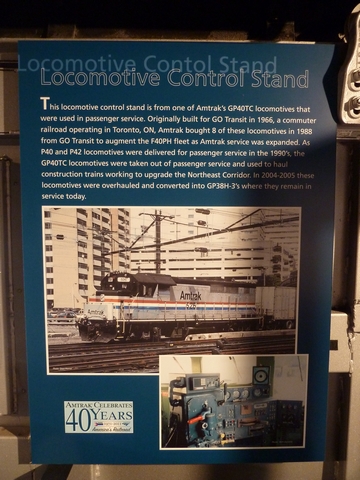 Locomotive Contol Stand
Locomotive Control Stand
This locomotive control stand is from one of Amtrak's GP40TC locomotives that
were used in passenger service. Originally built for GO Transit in 1966, a commuter
railroad operating in Toronto, ON, Amtrak bought 8 of these locomotives in 1988
from GO Transit to augment the F40PH fleet as Amtrak service was expanded. As
P40 and P42 locomotives were delivered for passenger service in the 1990's, the
GP40TC locomotives were taken out of passenger service and used to haul
construction trains working to upgrade the Northeast Corridor. In 2004-2005 these
locomotives were overhauled and converted into GP38H-3's where they remain in
service today.
Amtrak
AMTRAK CELEBRATES
40 YEARS
America's Railroad